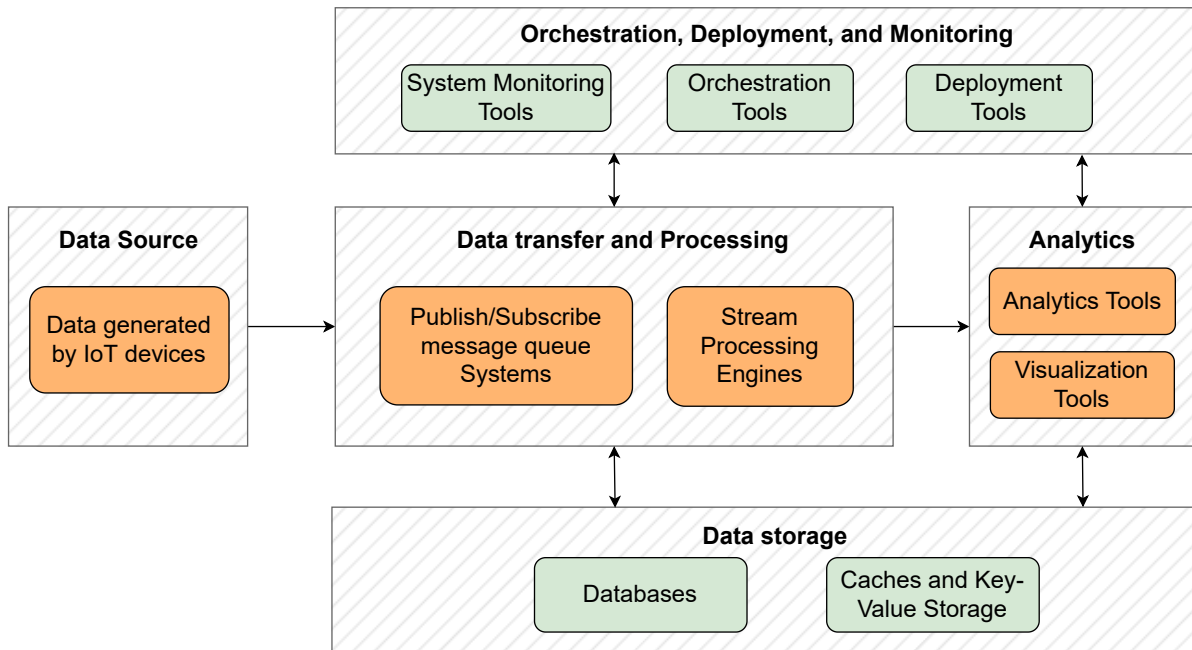 Orchestration, Deployment, and Monitoring
System Monitoring
Tools
Orchestration
Tools
Deployment
Tools
Data Source
Data generated
by IoT devices
Data transfer and Processing
Publish/Subscribe
message queue
Systems
Stream
Processing
Engines
Analytics
Analytics Tools
Visualization
Tools
Data storage
Databases
Caches and Key-
Value Storage